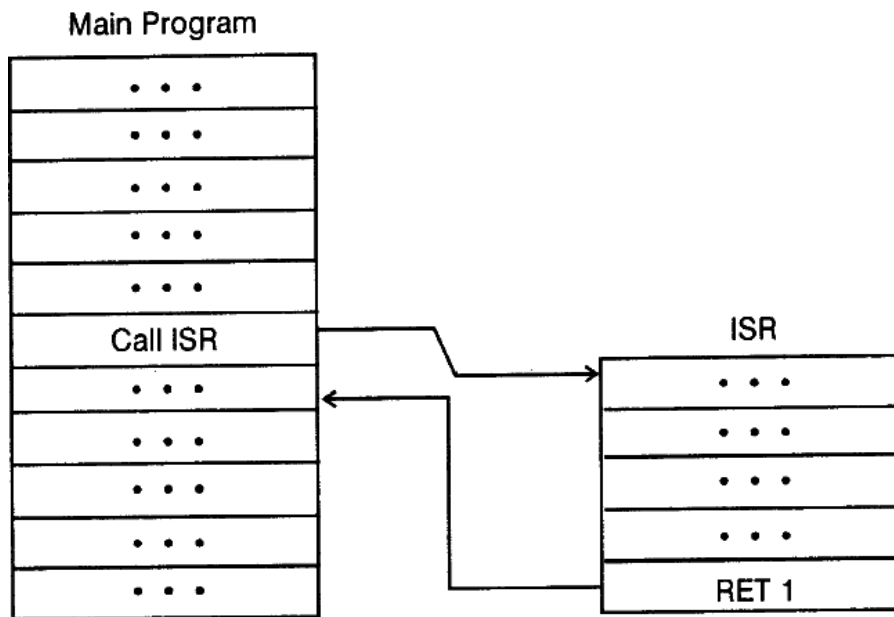 Main Program
• • •
• • •
• • •
• • •
• • •
Call ISR
• • •
• • •
• • •
• • •
• • •
ISR
• • •
• • •
• • •
• • •
RET 1